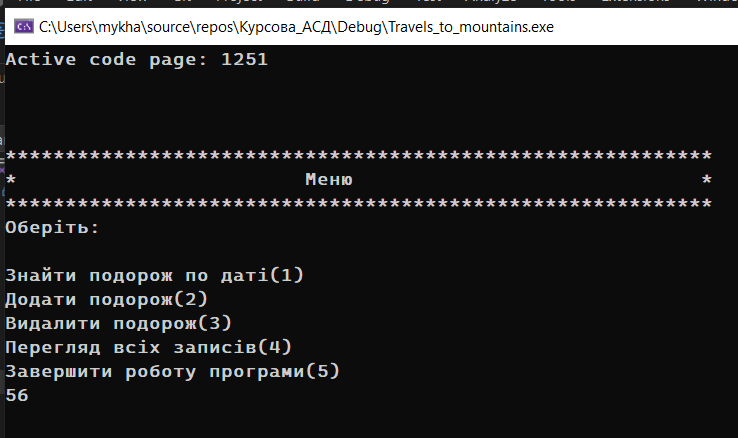 C:\Users\mykha\source\repos\Курсова_АСД\Debug\Travels_to_mountains.exe
Active code page: 1251
***********************************************************
* Меню *
***********************************************************
Оберіть:
Знайти подорож по даті(1)
Додати подорож(2)
Видалити подорож(3)
Перегляд всіх записів(4)
Завершити роботу програми(5)
56